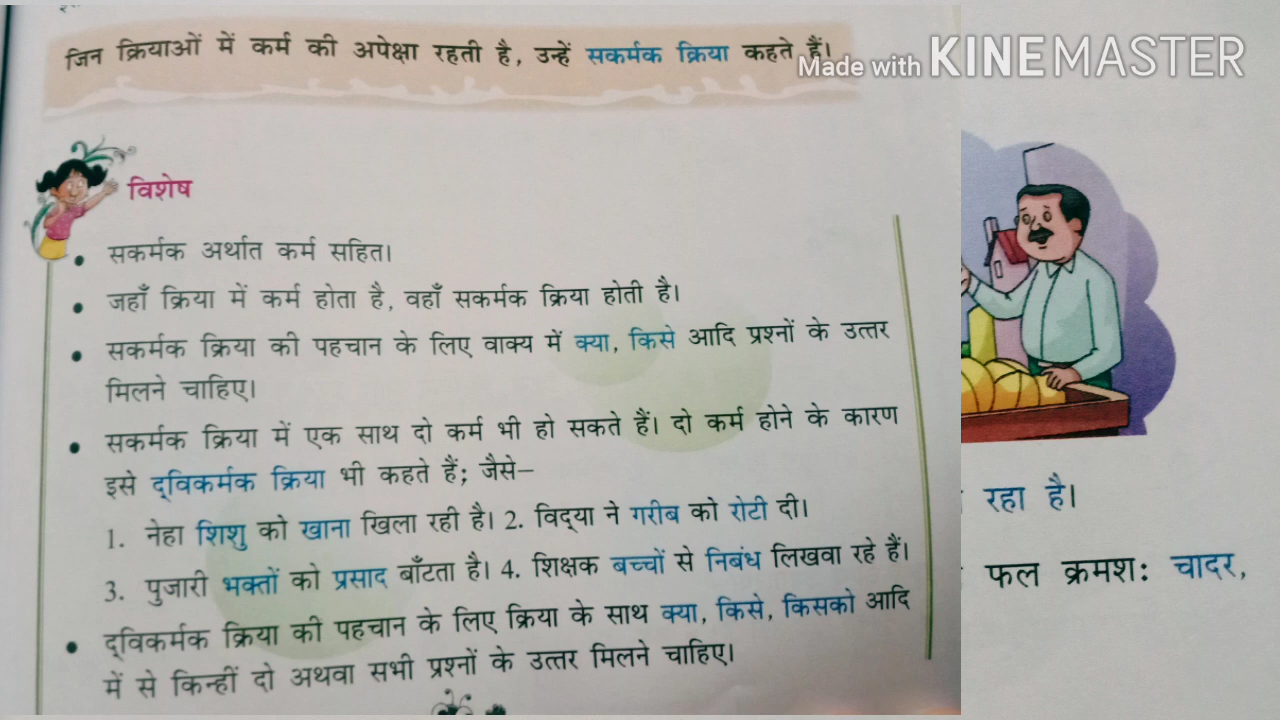 जिन क्रियाओं में कर्म की अपेक्षा रहती है, उन्हें सकर्मक क्रिया कहते हैं।
Made with KINEMASTER
विशेष
• सकर्मक अर्थात कर्म सहित।
• जहाँ क्रिया में कर्म होता है, वहाँ सकर्मक क्रिया होती है।
• सकर्मक क्रिया की पहचान के लिए वाक्य में क्या, किसे आदि प्रश्नों के उत्तर
मिलने चाहिए।
• सकर्मक क्रिया में एक साथ दो कर्म भी हो सकते हैं। दो कर्म होने के कारण
इसे द्‌विकर्मक क्रिया भी कहते हैं; जैसे–
1. नेहा शिशु को खाना खिला रही है। 2. विद्‌या ने गरीब को रोटी दी।
3. पुजारी भक्तों को प्रसाद बाँटता है। 4. शिक्षक बच्चों से निबंध लिखवा रहे हैं।
• द्‌विकर्मक क्रिया की पहचान के लिए क्रिया के साथ क्या, किसे, किसको आदि
में से किन्हीं दो अथवा सभी प्रश्नों के उत्तर मिलने चाहिए।
रहा है।
फल क्रमशः चादर,